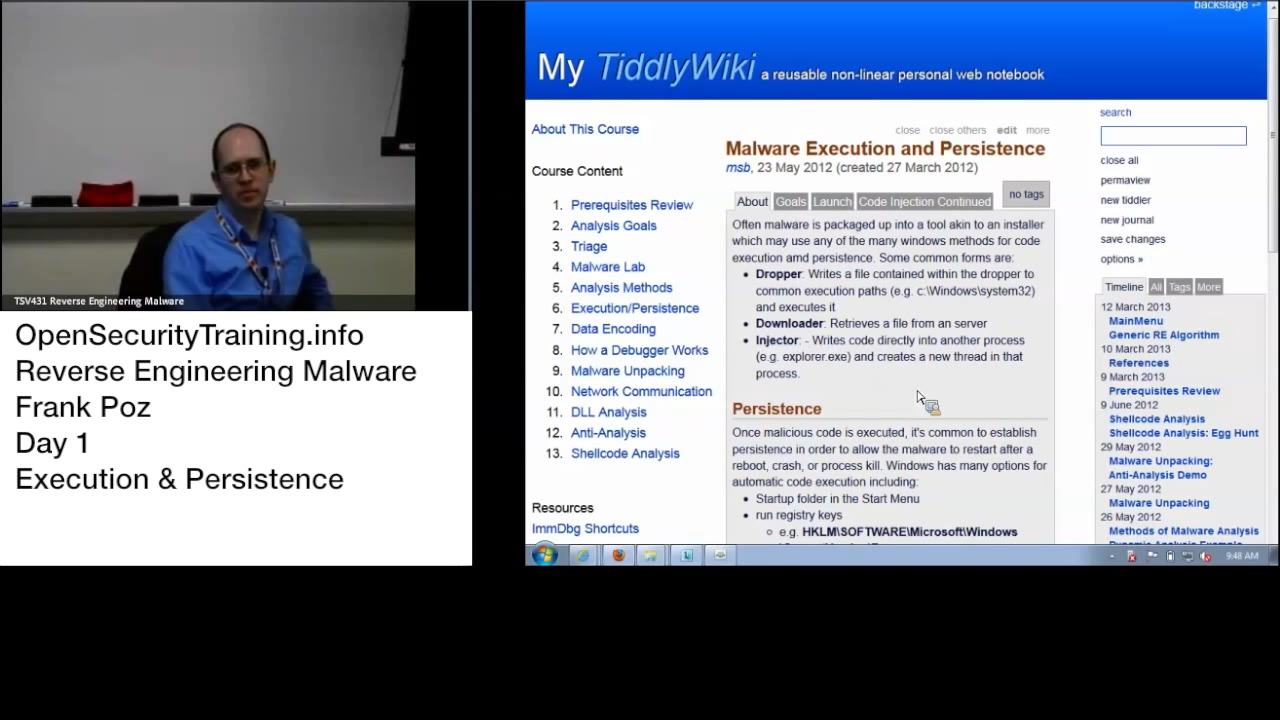 TSV431 Reverse Engineering Malware
OpenSecurityTraining.info
Reverse Engineering Malware
Frank Poz
Day 1
Execution & Persistence
backstage
My TiddlyWiki a reusable non-linear personal web notebook
About This Course
Course Content
1. Prerequisites Review
2. Analysis Goals
3. Triage
4. Malware Lab
5. Analysis Methods
6. Execution/Persistence
7. Data Encoding
8. How a Debugger Works
9. Malware Unpacking
10. Network Communication
11. DLL Analysis
12. Anti-Analysis
13. Shellcode Analysis
Resources
ImmDbg Shortcuts
close close others edit more
Malware Execution and Persistence
msb, 23 May 2012 (created 27 March 2012)
no tags
About Goals Launch Code Injection Continued
Often malware is packaged up into a tool akin to an installer
which may use any of the many windows methods for code
execution amd persistence. Some common forms are:
• Dropper: Writes a file contained within the dropper to
common execution paths (e.g. c:\Windows\system32)
and executes it
• Downloader: Retrieves a file from an server
• Injector: - Writes code directly into another process
(e.g. explorer.exe) and creates a new thread in that
process.
Persistence
Once malicious code is executed, it's common to establish
persistence in order to allow the malware to restart after a
reboot, crash, or process kill. Windows has many options for
automatic code execution including:
• Startup folder in the Start Menu
• run registry keys
e.g. HKLM\SOFTWARE\Microsoft\Windows
search
close all
permaview
new tiddler
new journal
save changes
options »
Timeline All Tags More
12 March 2013
MainMenu
Generic RE Algorithm
10 March 2013
References
9 March 2013
Prerequisites Review
9 June 2012
Shellcode Analysis
Shellcode Analysis: Egg Hunt
29 May 2012
Malware Unpacking:
Anti-Analysis Demo
27 May 2012
Malware Unpacking
26 May 2012
Methods of Malware Analysis
9:48 AM